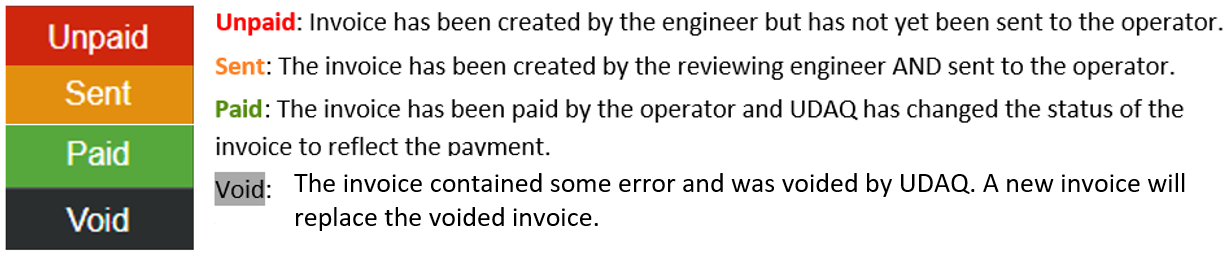 Unpaid
Sent
Paid
Void
Unpaid: Invoice has been created by the engineer but has not yet been sent to the operator.
Sent: The invoice has been created by the reviewing engineer AND sent to the operator.
Paid: The invoice has been paid by the operator and UDAQ has changed the status of the
invoice to reflect the payment.
Void: The invoice contained some error and was voided by UDAQ. A new invoice will
replace the voided invoice.